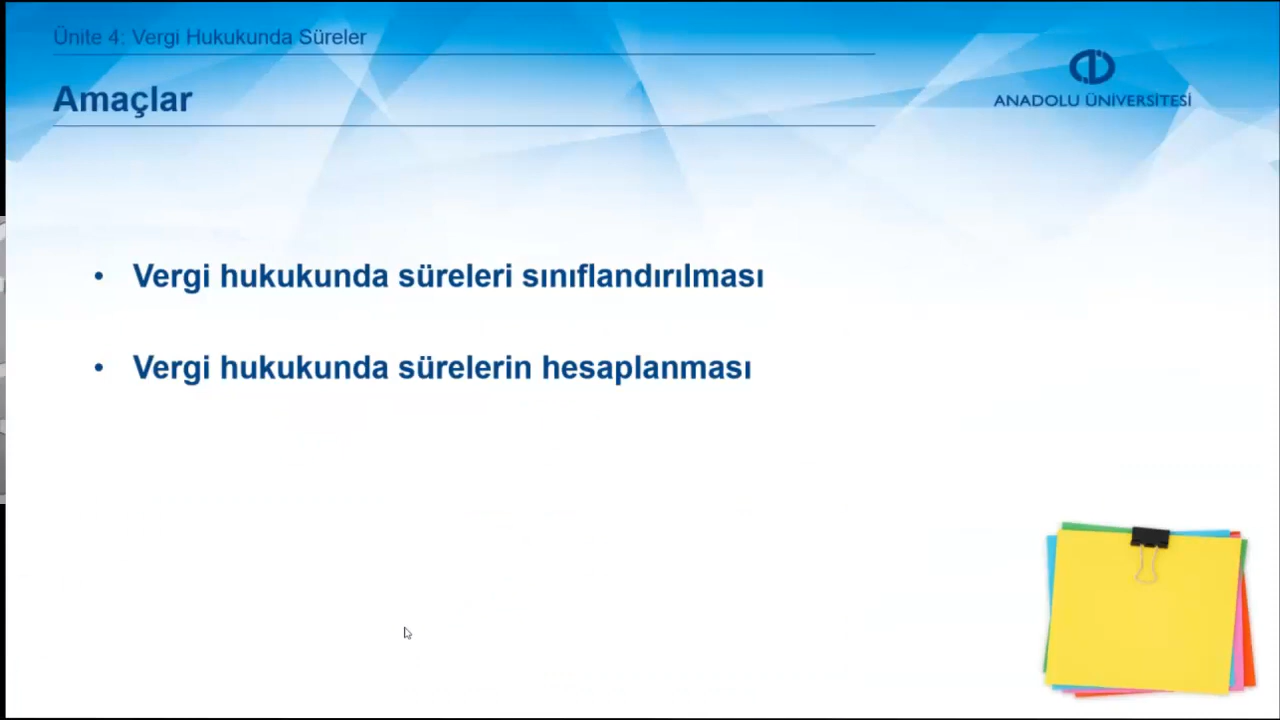 Ünite 4: Vergi Hukukunda Süreler
Amaçlar
ANADOLU ÜNİVERSİTESİ
• Vergi hukukunda süreleri sınıflandırılması
• Vergi hukukunda sürelerin hesaplanması